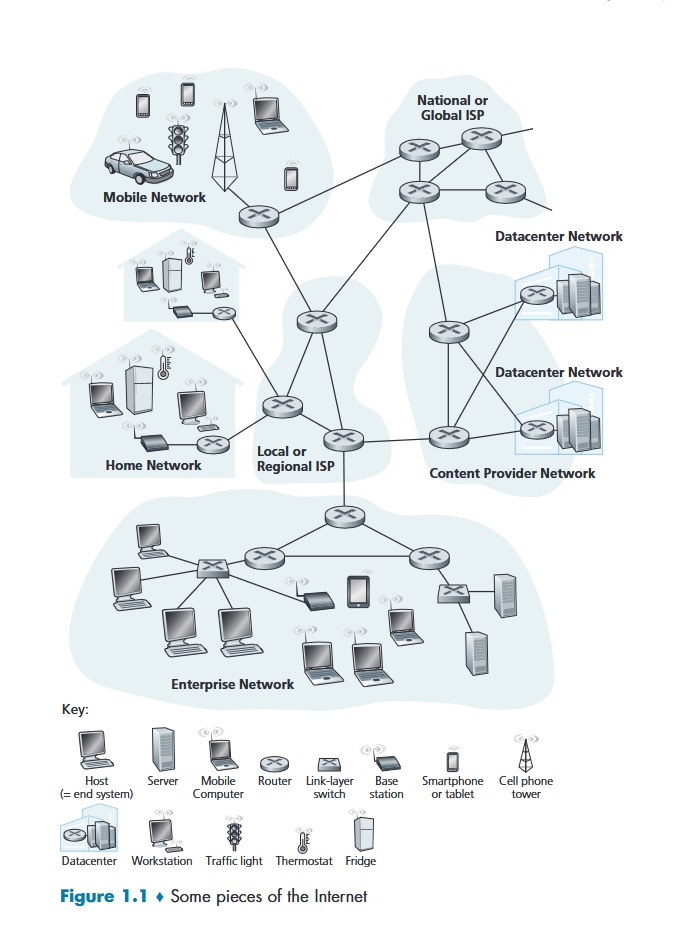 National or
Global ISP
Mobile Network
Datacenter Network
Datacenter Network
Home Network
Local or
Regional ISP
Content Provider Network
Enterprise Network
Key:
Host
(= end system)
Server
Mobile
Computer
Router
Link-layer
switch
Base
station
Smartphone
or tablet
Cell phone
tower
Datacenter
Workstation
Traffic light
Thermostat
Fridge
Figure 1.1 ♦ Some pieces of the Internet